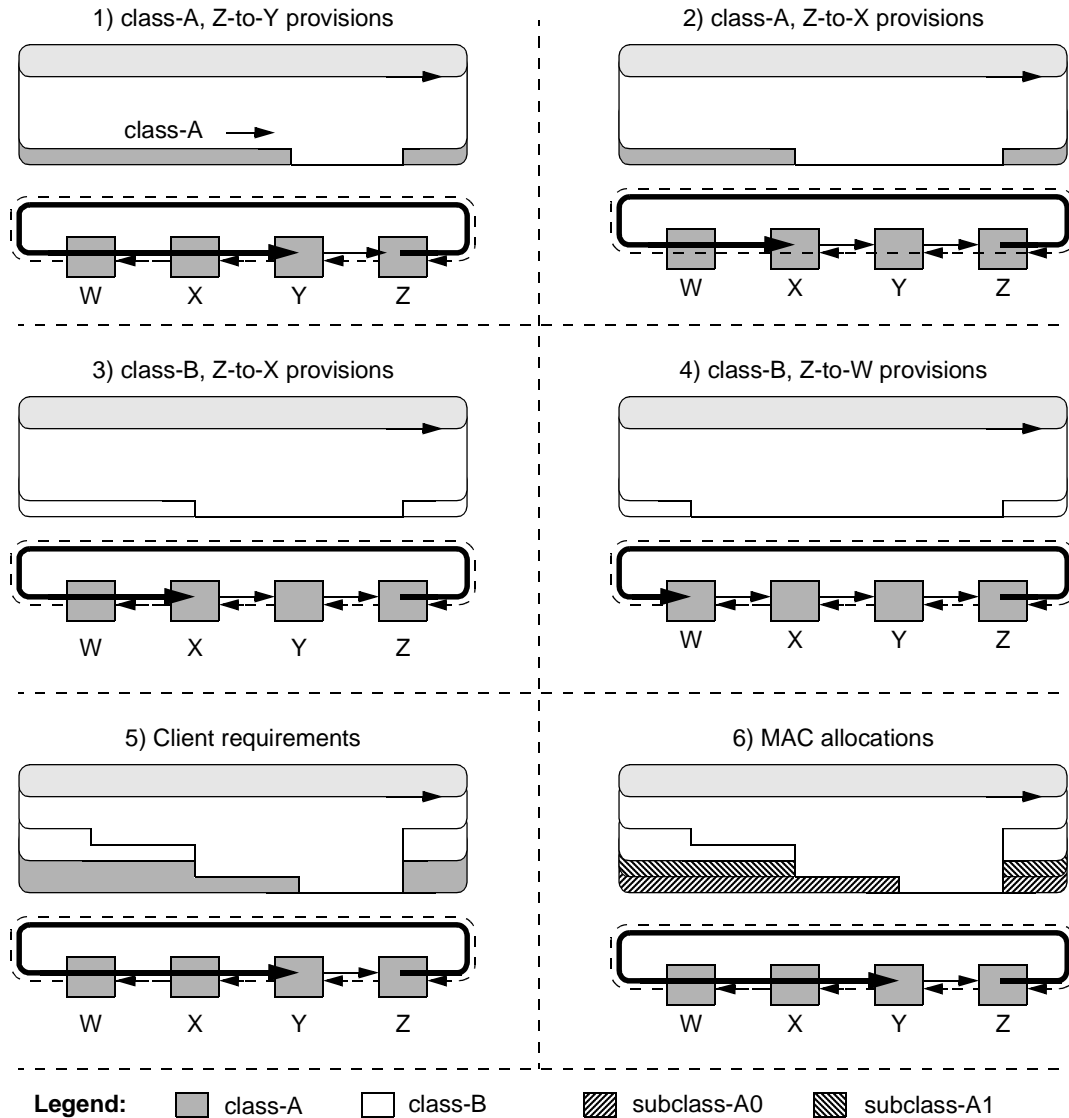 1) class-A, Z-to-Y provisions
class-A
W X Y Z
2) class-A, Z-to-X provisions
W X Y Z
3) class-B, Z-to-X provisions
W X Y Z
4) class-B, Z-to-W provisions
W X Y Z
5) Client requirements
W X Y Z
6) MAC allocations
W X Y Z
Legend: class-A class-B subclass-A0 subclass-A1